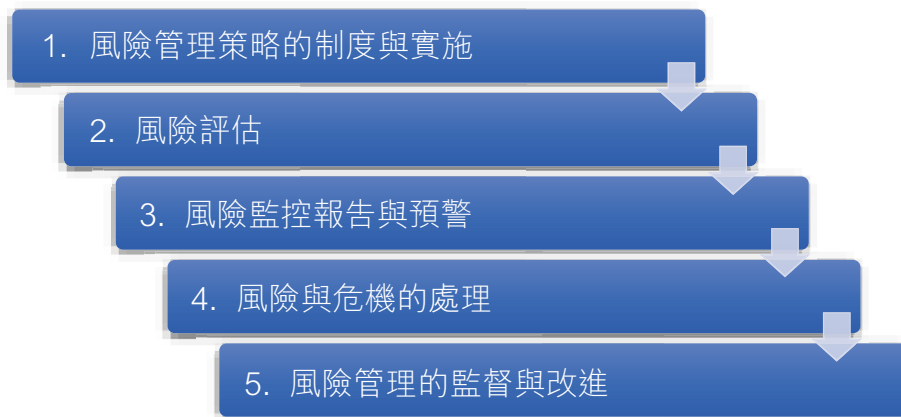 1. 風險管理策略的制度與實施
2. 風險評估
3. 風險監控報告與預警
4. 風險與危機的處理
5. 風險管理的監督與改進